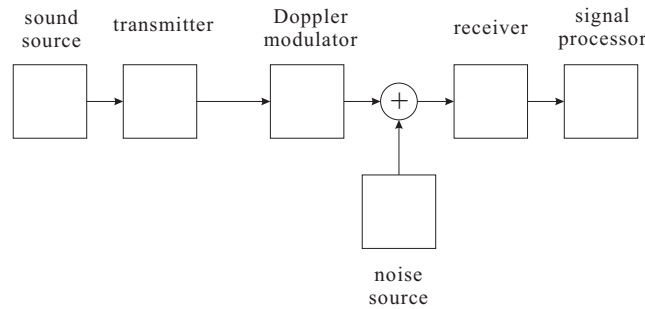 sound
source
transmitter
Doppler
modulator
receiver
signal
processor
+
noise
source